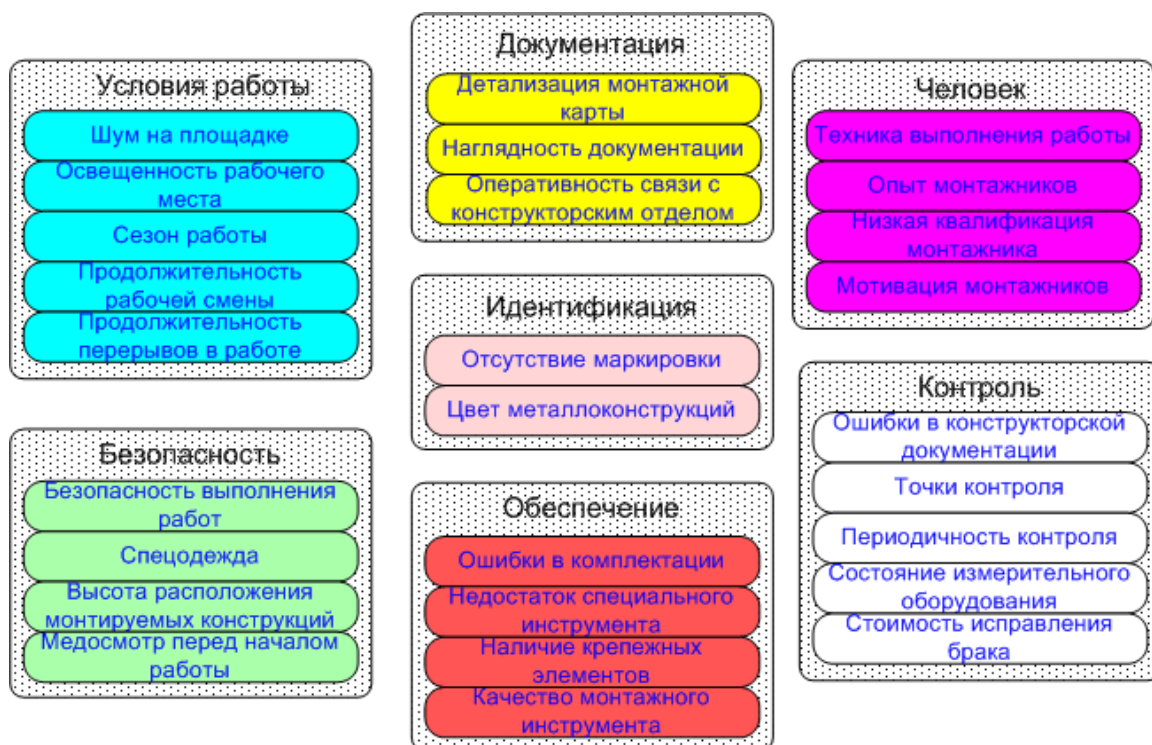 Условия работы
Шум на площадке
Освещенность рабочего
места
Сезон работы
Продолжительность
рабочей смены
Продолжительность
перерывов в работе
Безопасность
Безопасность выполнения
работ
Спецодежда
Высота расположения
монтируемых конструкций
Медосмотр перед началом
работы
Документация
Детализация монтажной
карты
Наглядность документации
Оперативность связи с
конструкторским отделом
Идентификация
Отсутствие маркировки
Цвет металлоконструкций
Обеспечение
Ошибки в комплектации
Недостаток специального
инструмента
Наличие крепежных
элементов
Качество монтажного
инструмента
Человек
Техника выполнения работы
Опыт монтажников
Низкая квалификация
монтажника
Мотивация монтажников
Контроль
Ошибки в конструкторской
документации
Точки контроля
Периодичность контроля
Состояние измерительного
оборудования
Стоимость исправления
брака